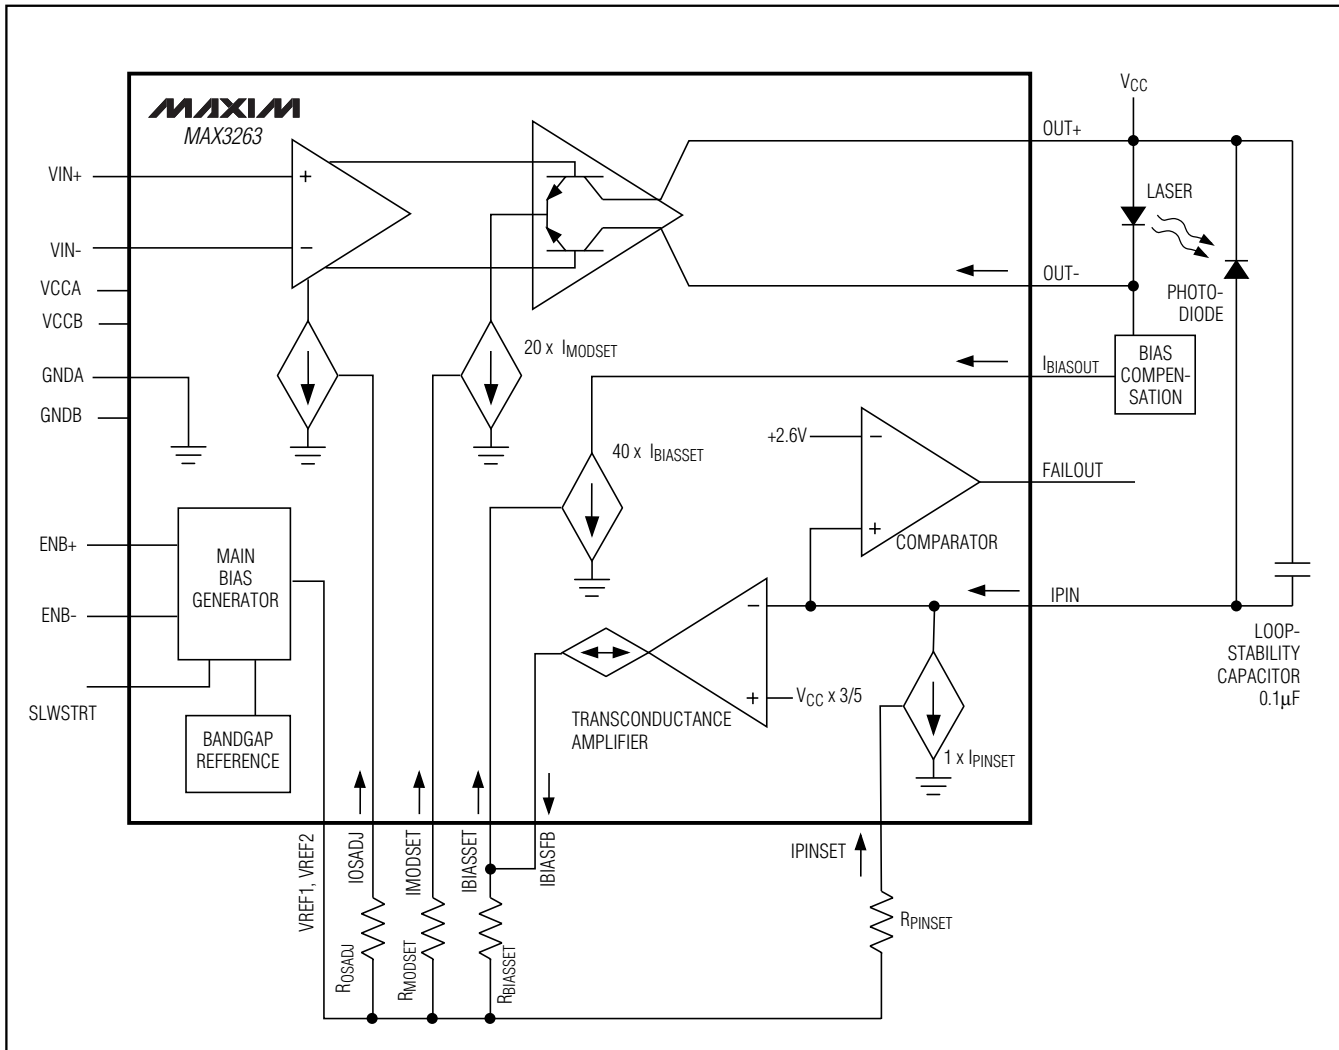 MAXIM
MAX3263
VIN+
VIN-
VCCA
VCCB
GNDA
GNDB
ENB+
ENB-
SLWSTRT
+
−
20 x IMODSET
40 x IBIASSET
MAIN
BIAS
GENERATOR
BANDGAP
REFERENCE
+2.6V
−
+
COMPARATOR
−
+
VCC x 3/5
TRANSCONDUCTANCE
AMPLIFIER
1 x IPINSET
VCC
OUT+
LASER
OUT-
PHOTO-
DIODE
IBIASOUT
BIAS
COMPEN-
SATION
FAILOUT
IPIN
LOOP-
STABILITY
CAPACITOR
0.1µF
VREF1, VREF2
IOSADJ
IMODSET
IBIASSET
IBIASFB
IPINSET
ROSADJ
RMODSET
RBIASSET
RPINSET